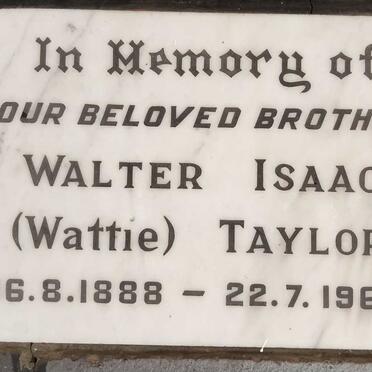 In Memory of
OUR BELOVED BROTH
WALTER ISAAC
(Wattie) TAYLOR
6.8.1888 – 22.7.196